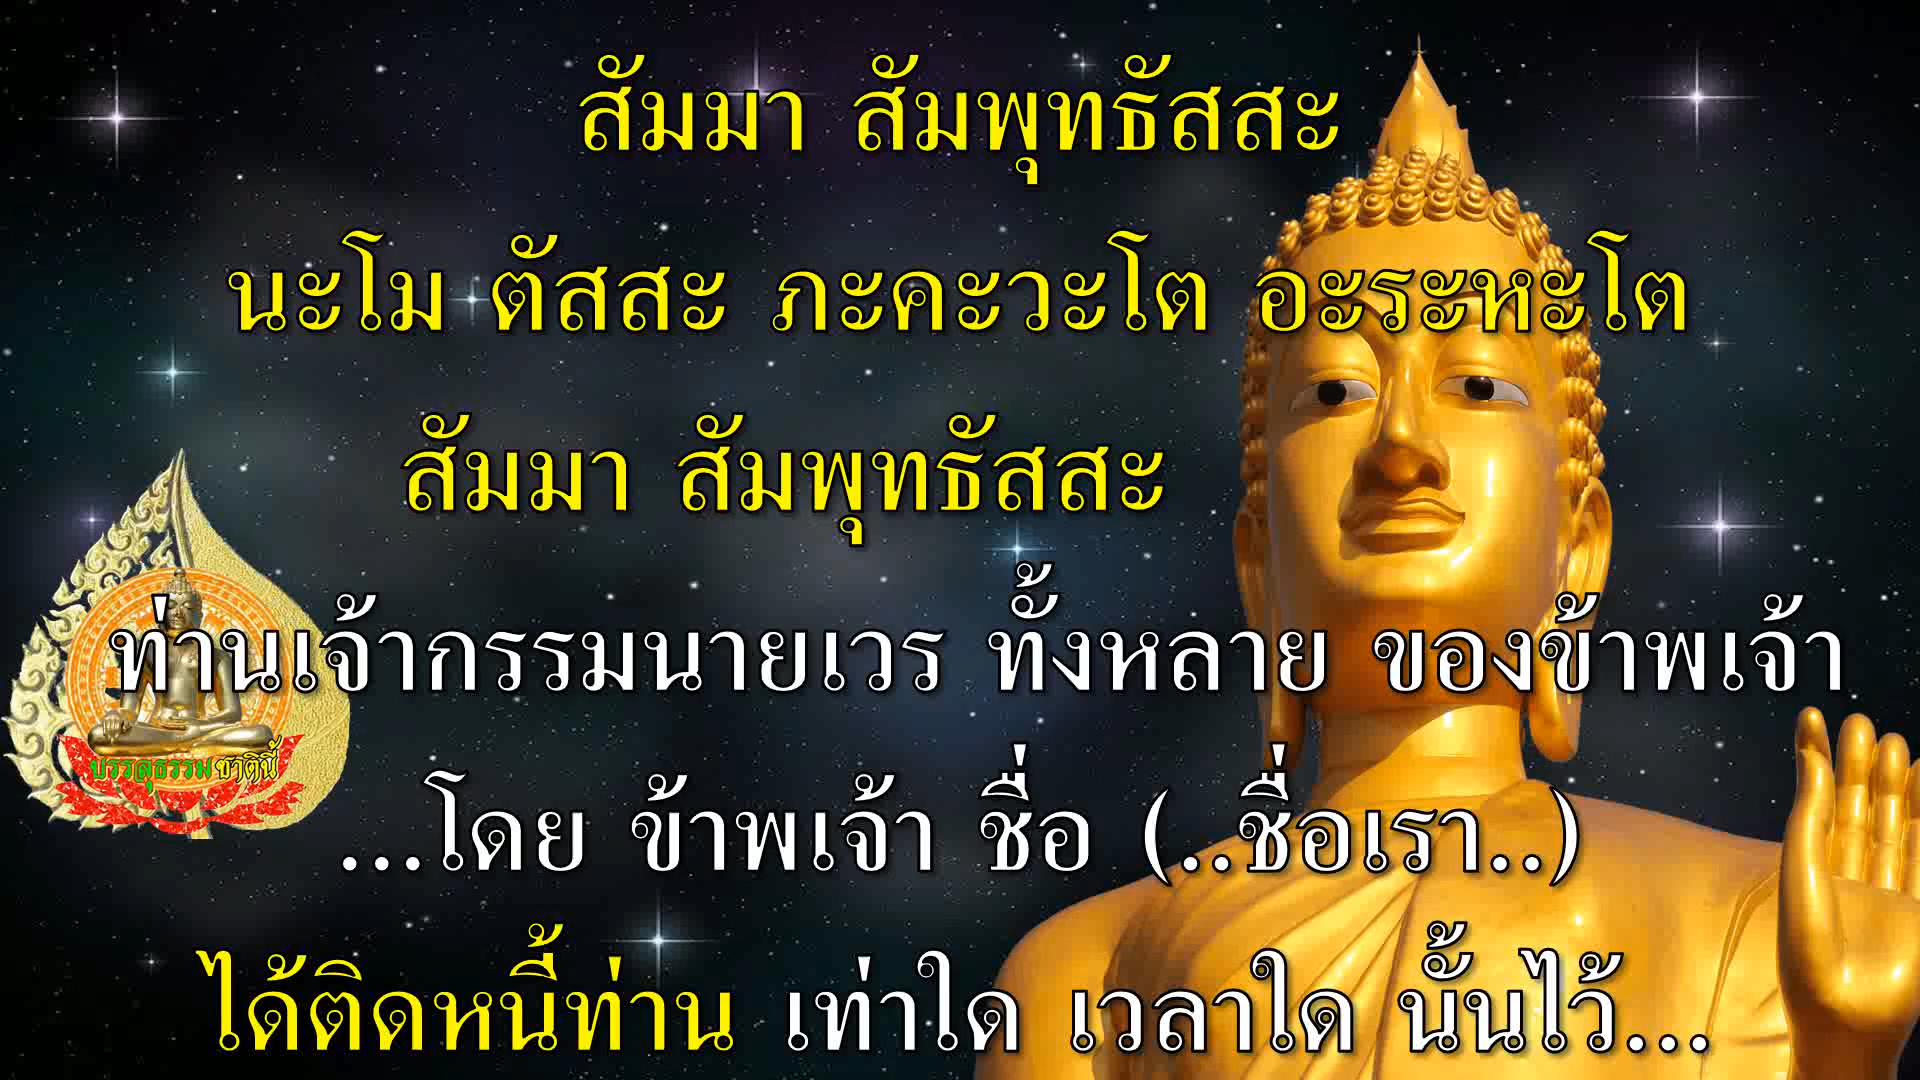 สัมมา สัมพุทธัสสะ
นะโม ตัสสะ ภะคะวะโต อะระหะโต
สัมมา สัมพุทธัสสะ
ท่านเจ้ากรรมนายเวร ทั้งหลาย ของข้าพเจ้า
บรรลุธรรมชาตินี้
...โดย ข้าพเจ้า ชื่อ (..ชื่อเรา..)
ได้ติดหนี้ท่าน เท่าใด เวลาใด นั้นไว้...